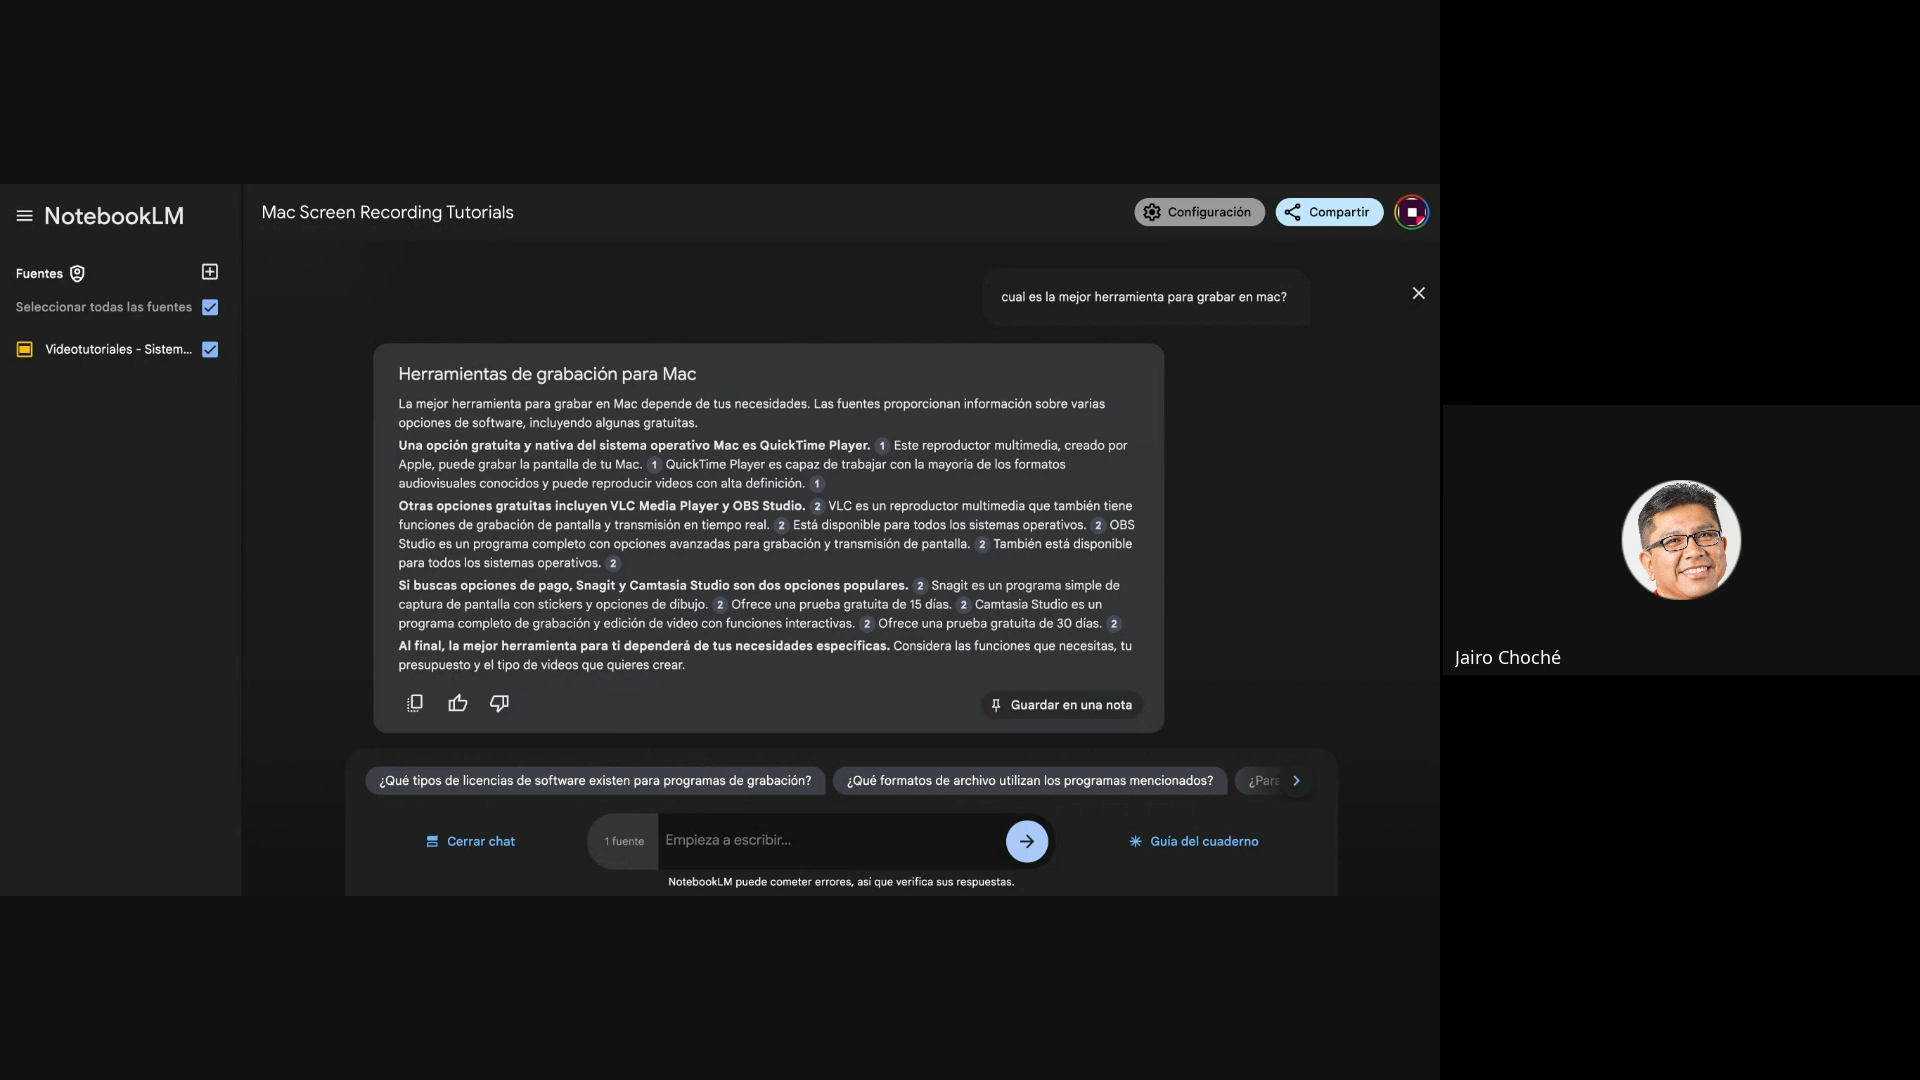 NotebookLM
Mac Screen Recording Tutorials
Configuración
Compartir
Fuentes
Seleccionar todas las fuentes
Videotutoriales - Sistem...
cual es la mejor herramienta para grabar en mac?
Herramientas de grabación para Mac
La mejor herramienta para grabar en Mac depende de tus necesidades. Las fuentes proporcionan información sobre varias
opciones de software, incluyendo algunas gratuitas.
Una opción gratuita y nativa del sistema operativo Mac es QuickTime Player. 1 Este reproductor multimedia, creado por
Apple, puede grabar la pantalla de tu Mac. 1 QuickTime Player es capaz de trabajar con la mayoría de los formatos
audiovisuales conocidos y puede reproducir videos con alta definición. 1
Otras opciones gratuitas incluyen VLC Media Player y OBS Studio. 2 VLC es un reproductor multimedia que también tiene
funciones de grabación de pantalla y transmisión en tiempo real. 2 Está disponible para todos los sistemas operativos. 2 OBS
Studio es un programa completo con opciones avanzadas para grabación y transmisión de pantalla. 2 También está disponible
para todos los sistemas operativos. 2
Si buscas opciones de pago, Snagit y Camtasia Studio son dos opciones populares. 2 Snagit es un programa simple de
captura de pantalla con stickers y opciones de dibujo. 2 Ofrece una prueba gratuita de 15 días. 2 Camtasia Studio es un
programa completo de grabación y edición de video con funciones interactivas. 2 Ofrece una prueba gratuita de 30 días. 2
Al final, la mejor herramienta para ti dependerá de tus necesidades específicas. Considera las funciones que necesitas, tu
presupuesto y el tipo de videos que quieres crear.
Guardar en una nota
¿Qué tipos de licencias de software existen para programas de grabación?
¿Qué formatos de archivo utilizan los programas mencionados?
¿Para
Cerrar chat
1 fuente
Empieza a escribir...
Guía del cuaderno
NotebookLM puede cometer errores, así que verifica sus respuestas.
Jairo Choché